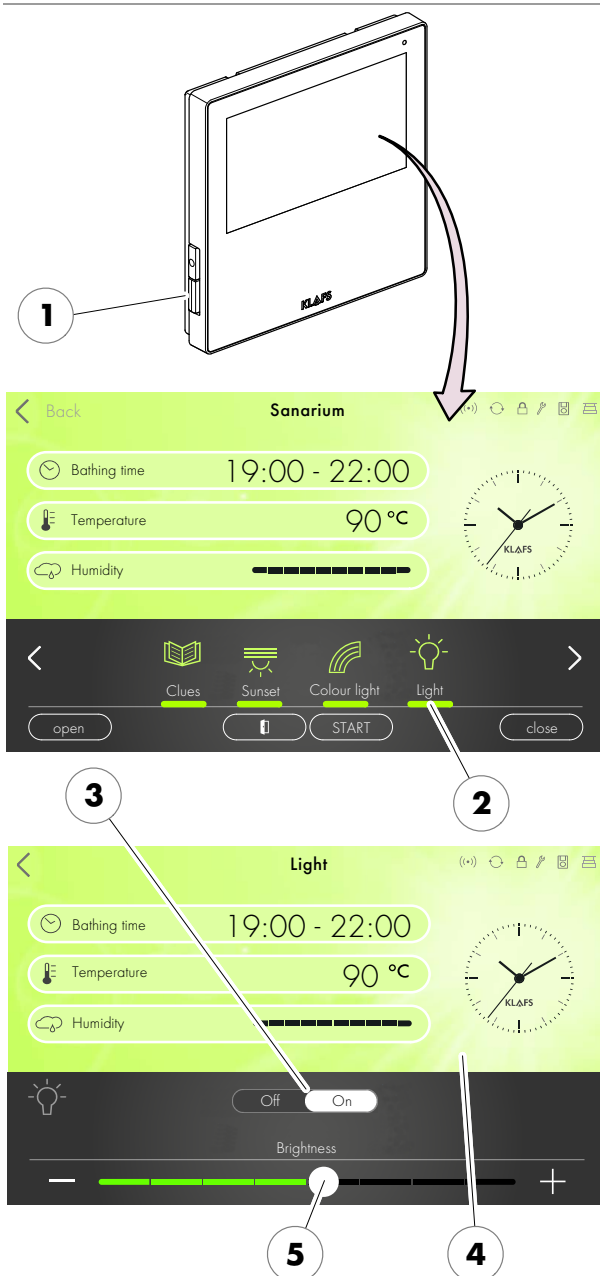 KLAFS
1
Back Sanarium
Bathing time 19:00 - 22:00
Temperature 90 °C
Humidity
KLAFS
Clues Sunset Colour light Light
open START close
3 2
Light
Bathing time 19:00 - 22:00
Temperature 90 °C
Humidity
KLAFS
Off On
Brightness
5 4